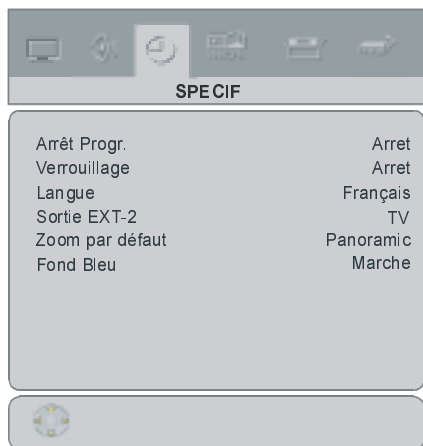 SPECIF
Arrêt Progr. Arret
Verrouillage Arret
Langue Français
Sortie EXT-2 TV
Zoom par défaut Panoramic
Fond Bleu Marche